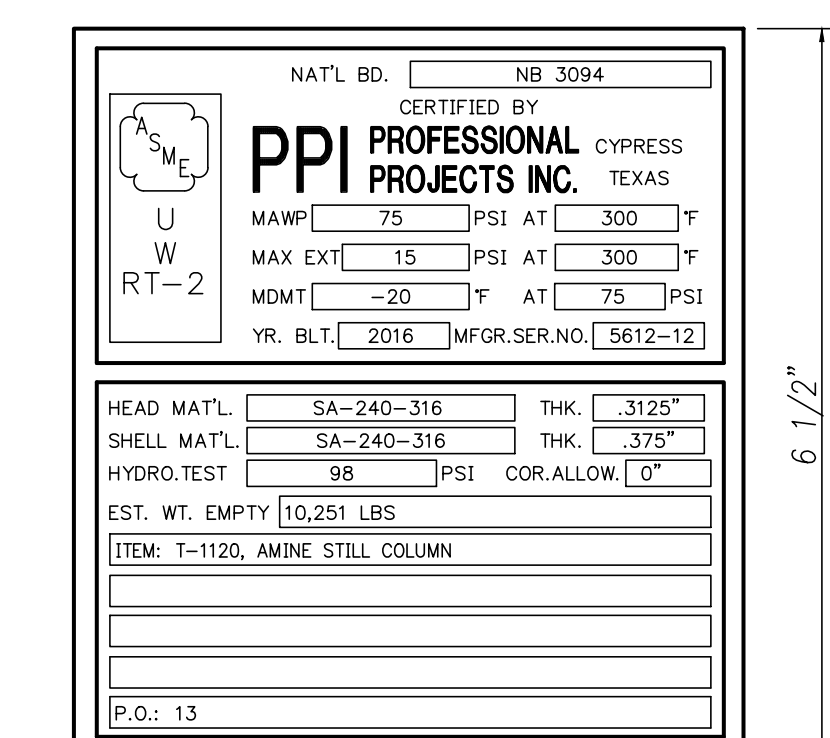 NAT'L BD. NB 3094
CERTIFIED BY
ASME
PPI PROFESSIONAL PROJECTS INC.
CYPRESS
TEXAS
U
W
RT-2
MAWP 75 PSI AT 300 °F
MAX EXT 15 PSI AT 300 °F
MDMT -20 °F AT 75 PSI
YR. BLT. 2016 MFGR.SER.NO. 5612-12
HEAD MAT'L. SA-240-316 THK. .3125"
SHELL MAT'L. SA-240-316 THK. .375"
HYDRO.TEST 98 PSI COR.ALLOW. 0"
EST. WT. EMPTY 10,251 LBS
ITEM: T-1120, AMINE STILL COLUMN
P.O.: 13
6 1/2"